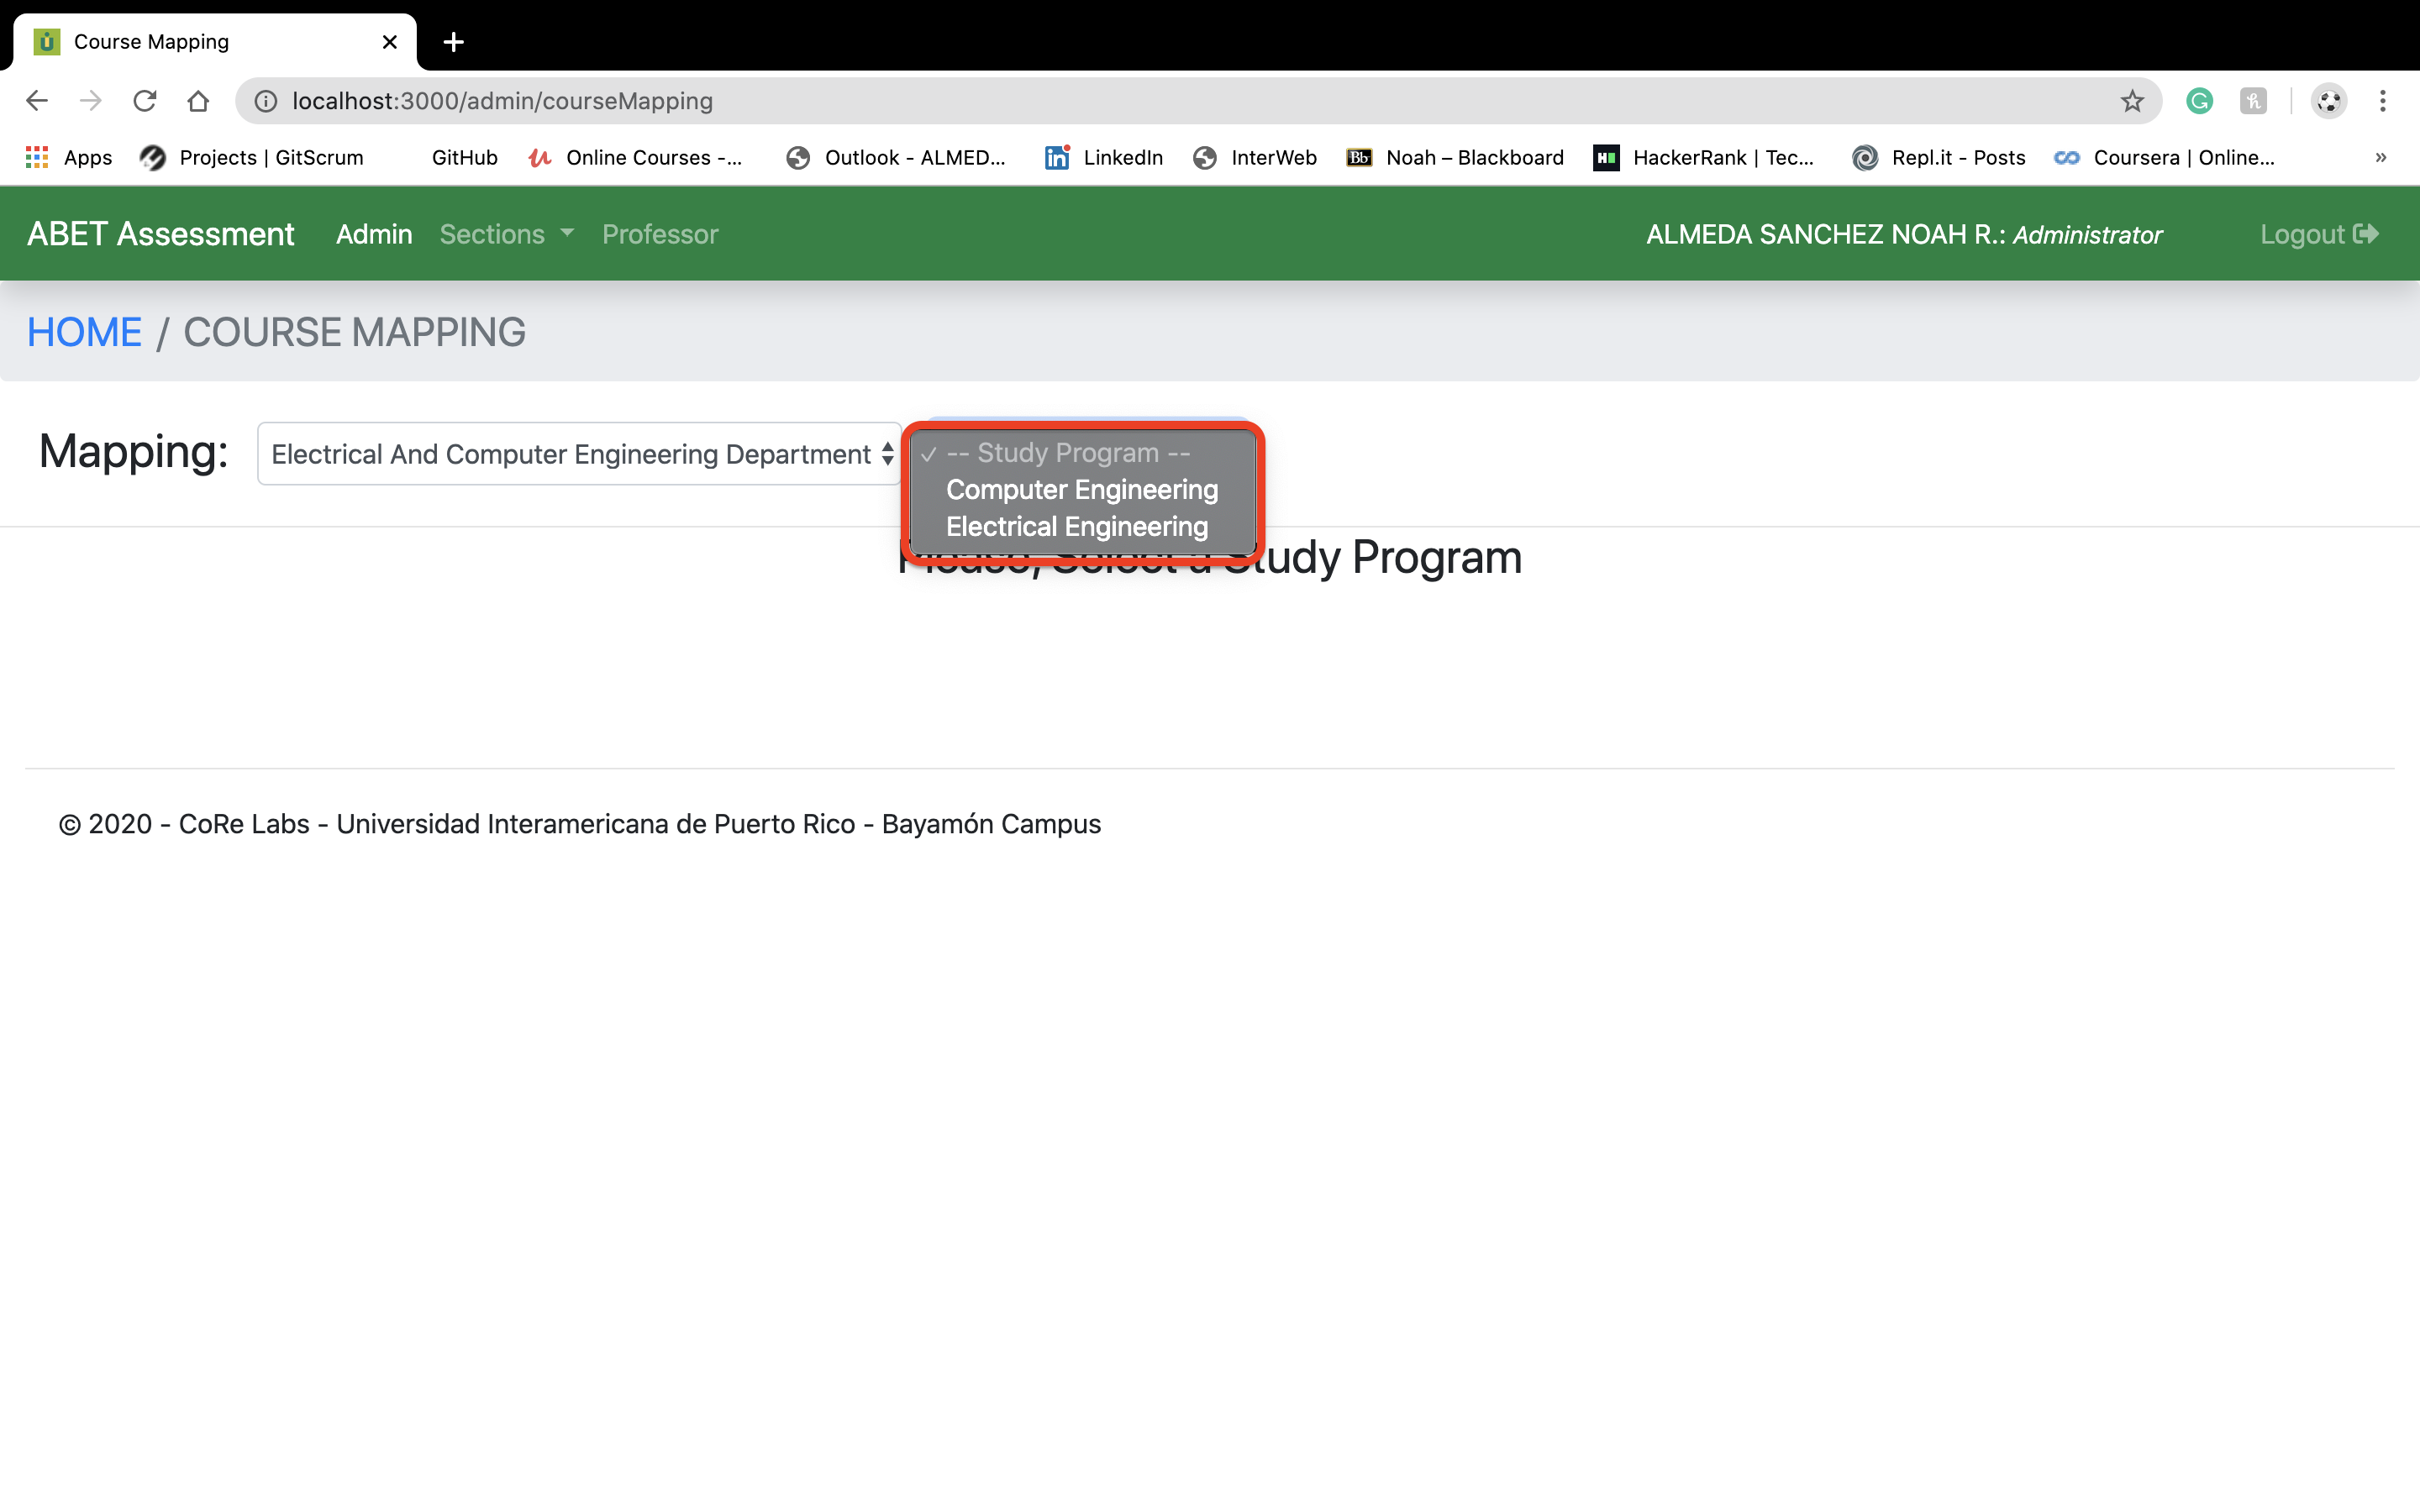 Course Mapping
localhost:3000/admin/courseMapping
Apps Projects | GitScrum GitHub Online Courses -... Outlook - ALMED... LinkedIn InterWeb Bb Noah – Blackboard HackerRank | Tec... Repl.it - Posts Coursera | Online... »
ABET Assessment Admin Sections Professor ALMEDA SANCHEZ NOAH R.: Administrator Logout
HOME / COURSE MAPPING
Mapping: Electrical And Computer Engineering Department
✓ -- Study Program --
Computer Engineering
Electrical Engineering
Please, Select a Study Program
© 2020 - CoRe Labs - Universidad Interamericana de Puerto Rico - Bayamón Campus